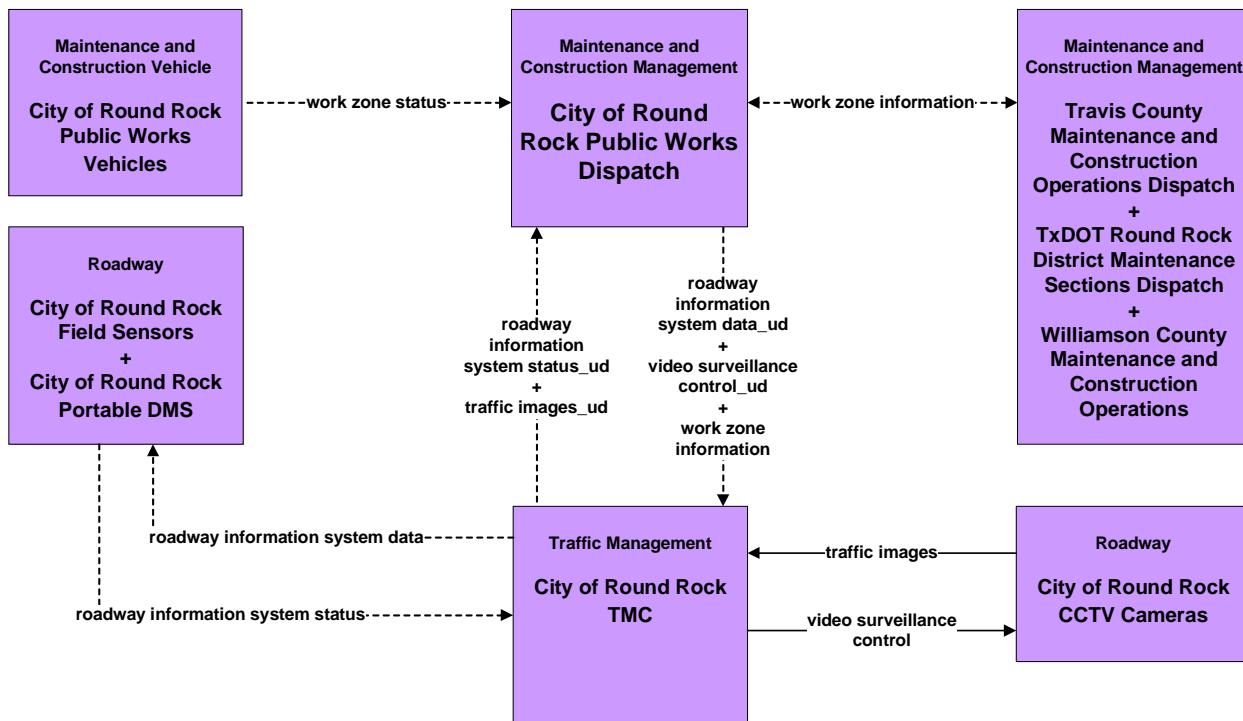 Maintenance and
Construction Vehicle
City of Round Rock
Public Works
Vehicles
work zone status
Maintenance and
Construction Management
City of Round
Rock Public Works
Dispatch
work zone information
Maintenance and
Construction Management
Travis County
Maintenance and
Construction
Operations Dispatch
+
TxDOT Round Rock
District Maintenance
Sections Dispatch
+
Williamson County
Maintenance and
Construction
Operations
Roadway
City of Round Rock
Field Sensors
+
City of Round Rock
Portable DMS
roadway
information
system status_ud
+
traffic images_ud
roadway
information
system data_ud
+
video surveillance
control_ud
+
work zone
information
roadway information system data
roadway information system status
Traffic Management
City of Round Rock
TMC
traffic images
video surveillance
control
Roadway
City of Round Rock
CCTV Cameras